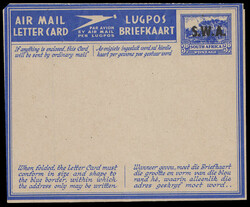 AIR MAIL
LETTER CARD
BY AIR MAIL
PER LUGPOS
LUGPOS
BRIEFKAART
S.W.A.
SOUTH AFRICA
If anything is enclosed, this card
may be sent by ordinary mail.
As enigiets ingesluit word, sal hierdie
kaart per gewone pos gestuur word
When folded, the Letter Card must
conform in size and shape to
the blue border, within which
the address only may be written.
Wanneer gevou, moet die Briefkaart
die grootte en vorm van die blou
rand hê, waarin alleenlik die
adres geskryf moet word.